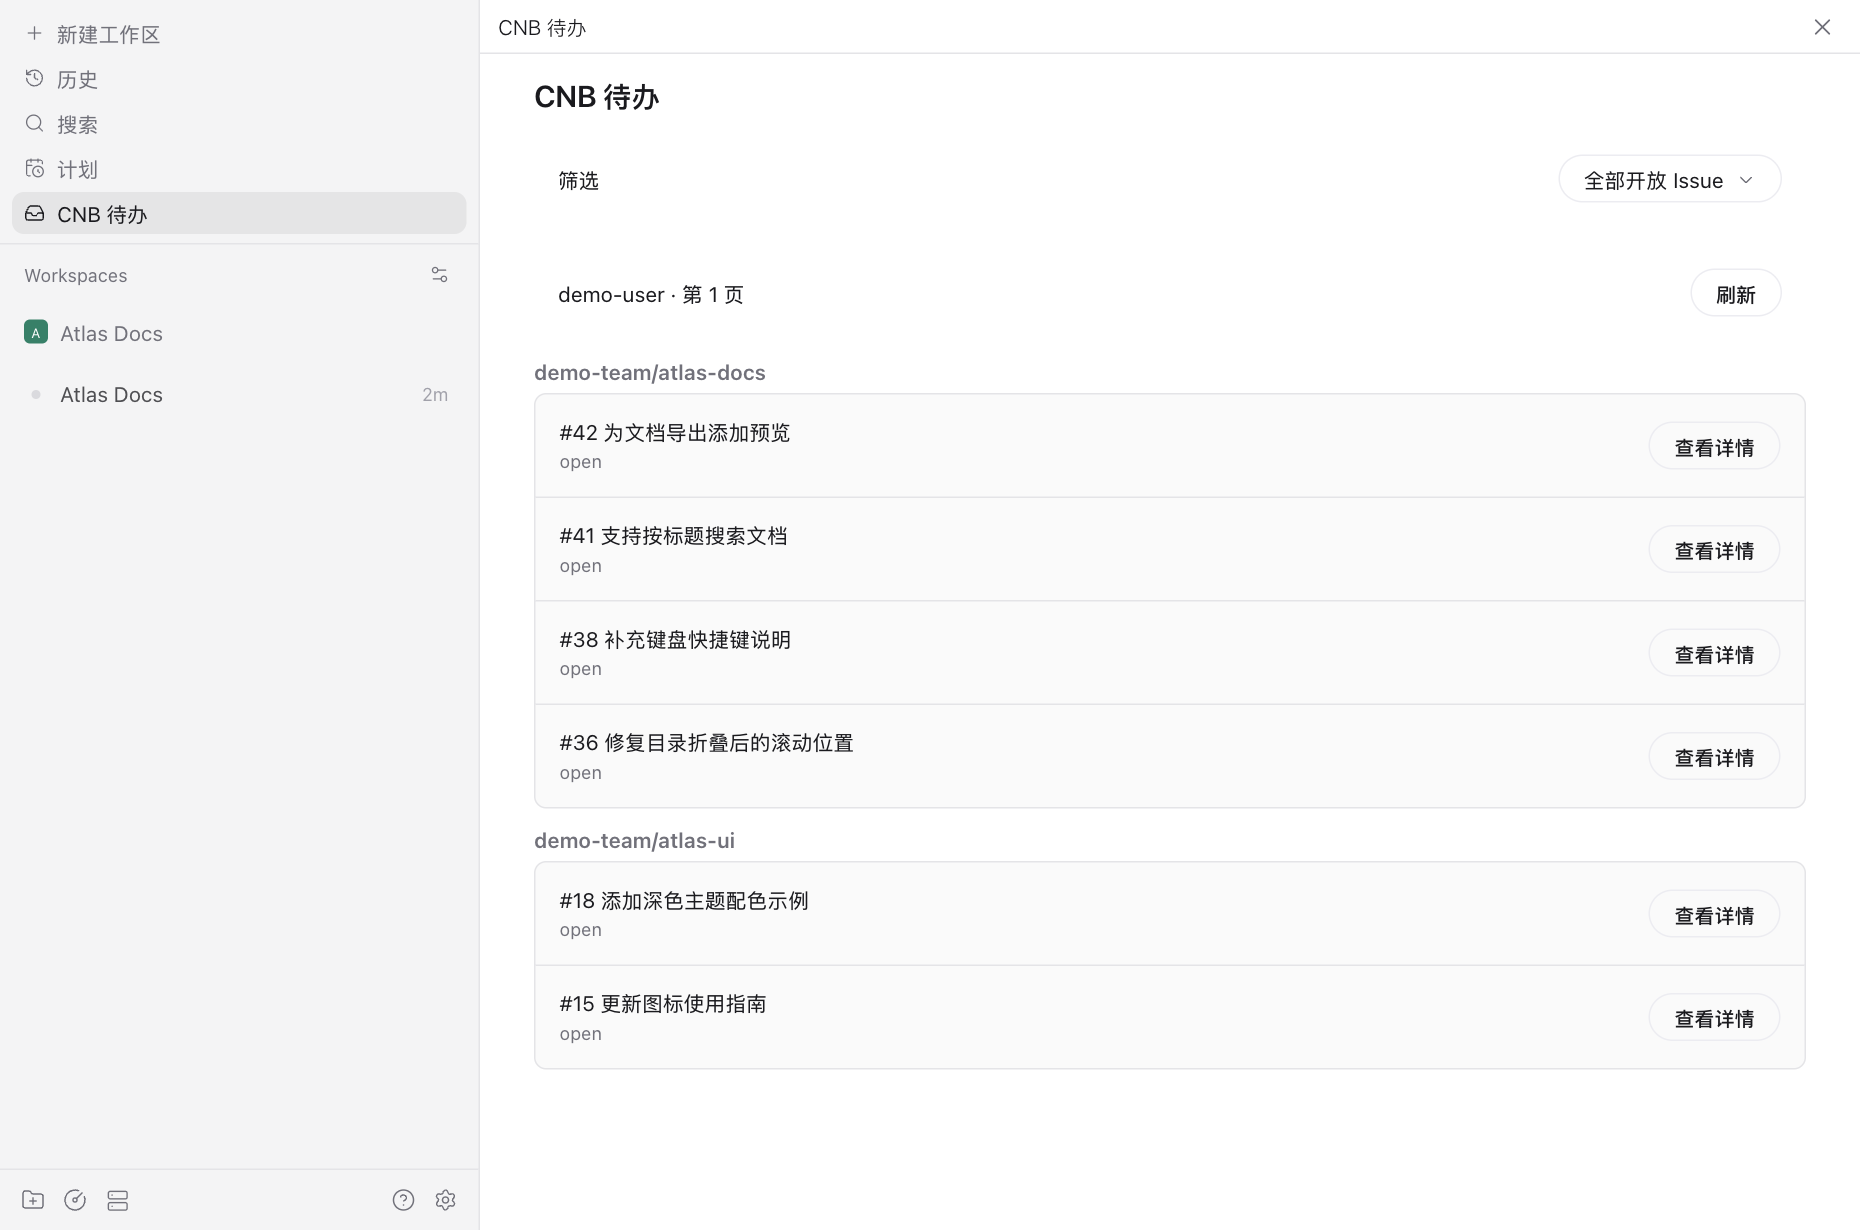 新建工作区
历史
搜索
计划
CNB 待办
Workspaces
A Atlas Docs
Atlas Docs 2m
CNB 待办
CNB 待办
筛选 全部开放 Issue
demo-user · 第 1 页 刷新
demo-team/atlas-docs
#42 为文档导出添加预览
open
查看详情
#41 支持按标题搜索文档
open
查看详情
#38 补充键盘快捷键说明
open
查看详情
#36 修复目录折叠后的滚动位置
open
查看详情
demo-team/atlas-ui
#18 添加深色主题配色示例
open
查看详情
#15 更新图标使用指南
open
查看详情